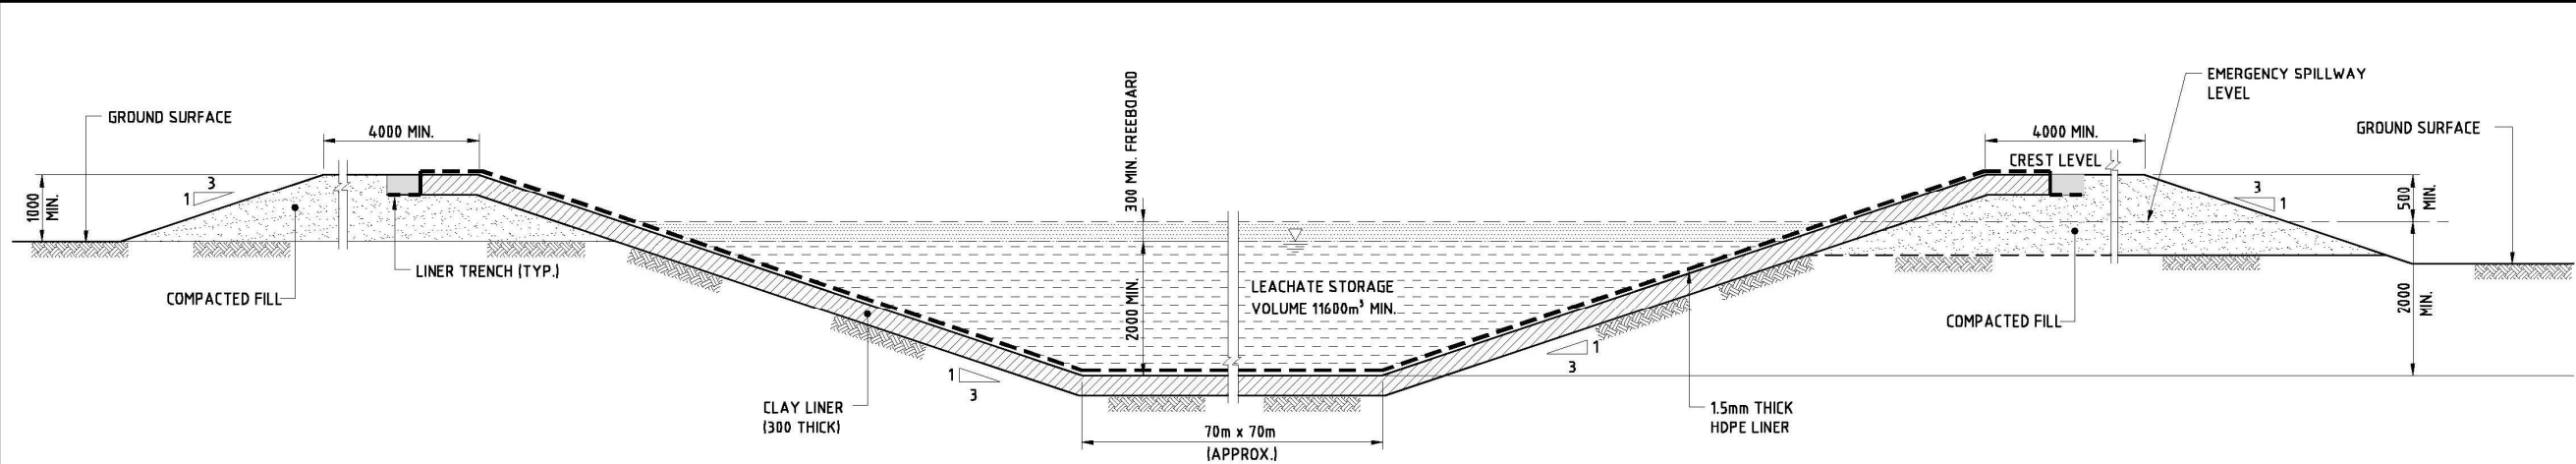 GROUND SURFACE
4000 MIN.
1000
MIN.
3
1
LINER TRENCH (TYP.)
COMPACTED FILL
300 MIN. FREEBOARD
2000 MIN.
LEACHATE STORAGE
VOLUME 11600m³ MIN.
1
3
CLAY LINER
(300 THICK)
70m x 70m
(APPROX.)
1
3
1.5mm THICK
HDPE LINER
4000 MIN.
CREST LEVEL
EMERGENCY SPILLWAY
LEVEL
GROUND SURFACE
3
1
500
MIN.
2000
MIN.
COMPACTED FILL